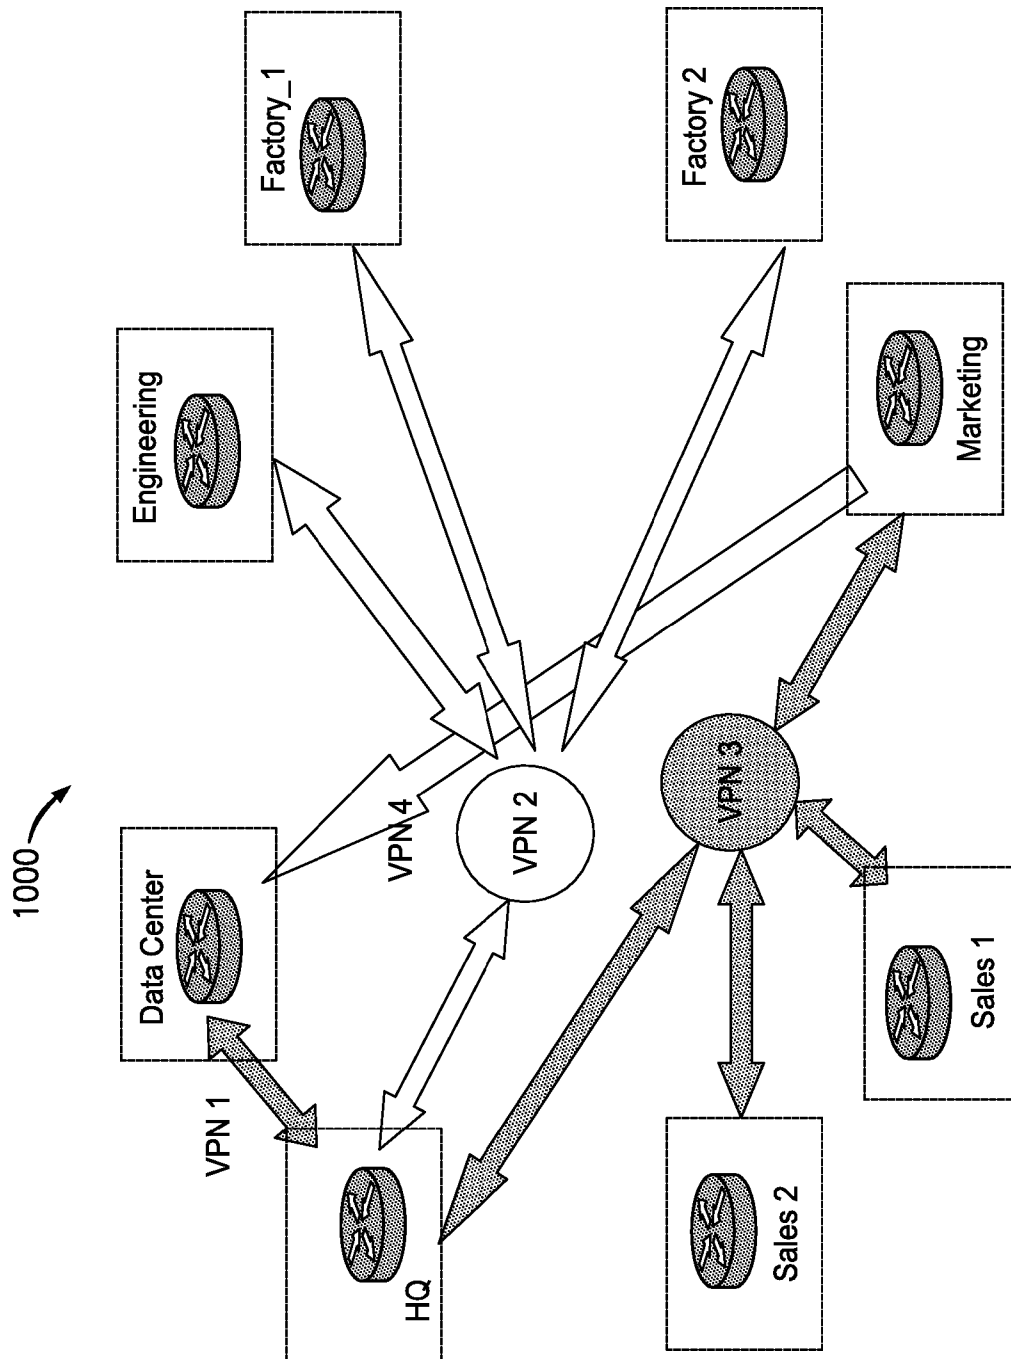 1000
Data Center
Engineering
VPN 1
Factory_1
VPN 4
HQ
VPN 2
Factory 2
VPN 3
Sales 2
Sales 1
Marketing